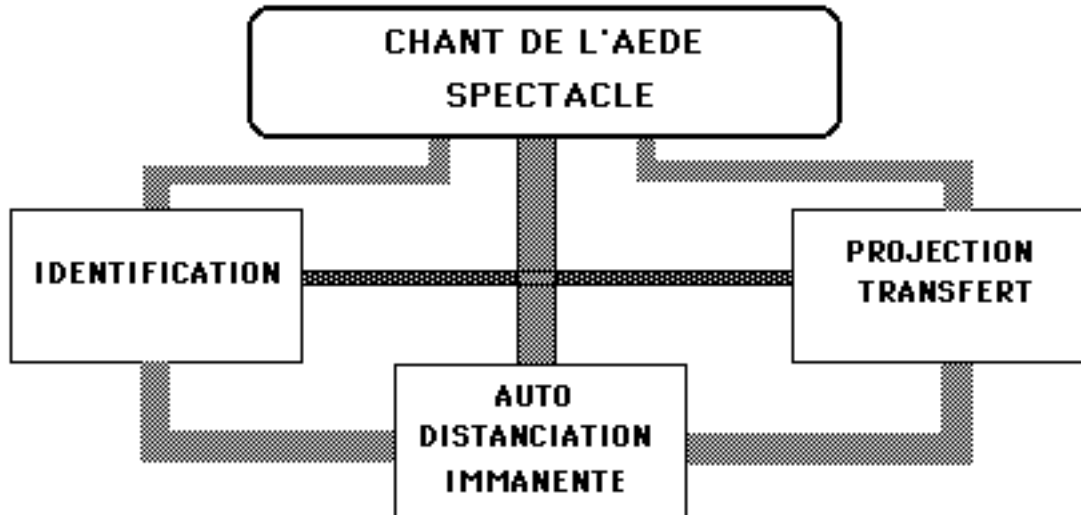 CHANT DE L'AEDE
SPECTACLE
IDENTIFICATION
PROJECTION
TRANSFERT
AUTO
DISTANCIATION
IMMANENTE